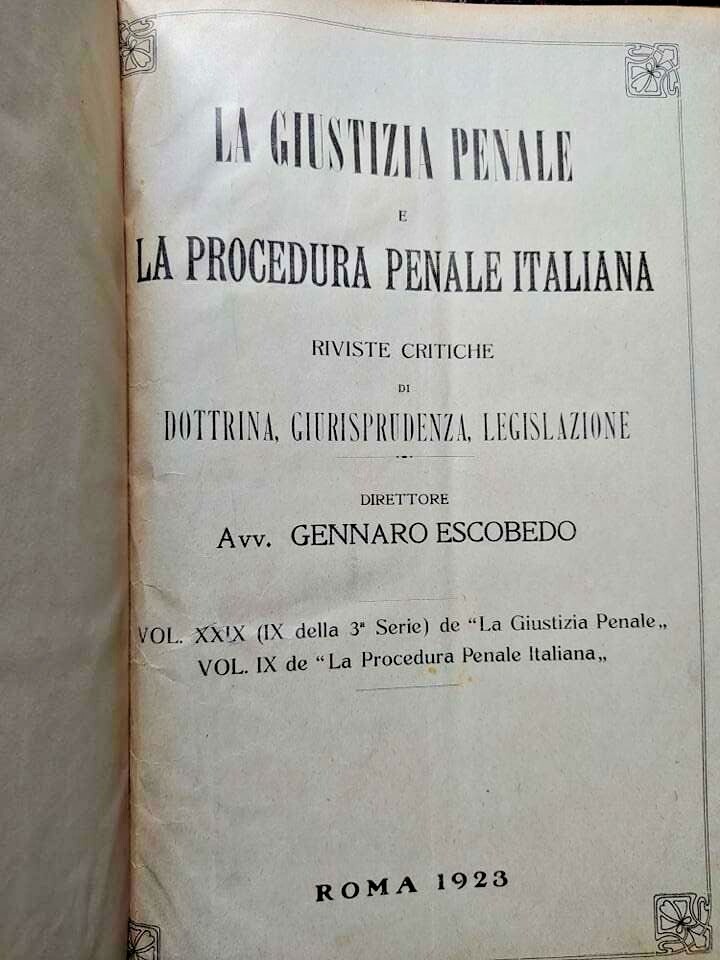 LA GIUSTIZIA PENALE
E
LA PROCEDURA PENALE ITALIANA
RIVISTE CRITICHE
DI
DOTTRINA, GIURISPRUDENZA, LEGISLAZIONE
DIRETTORE
Avv. GENNARO ESCOBEDO
VOL. XXIX (IX della 3ª Serie) de “La Giustizia Penale„
VOL. IX de “La Procedura Penale Italiana„
ROMA 1923